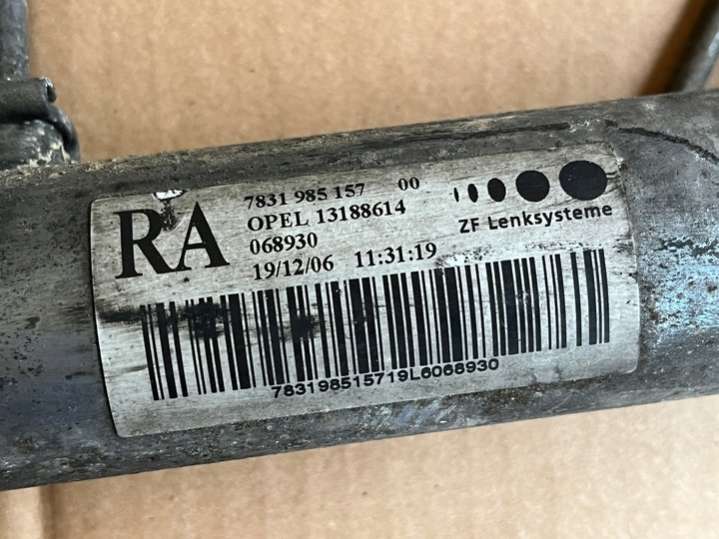 RA
7831 985 157 00
OPEL 13188614
068930
19/12/06 11:31:19
ZF Lenksysteme
783198515719L6068930